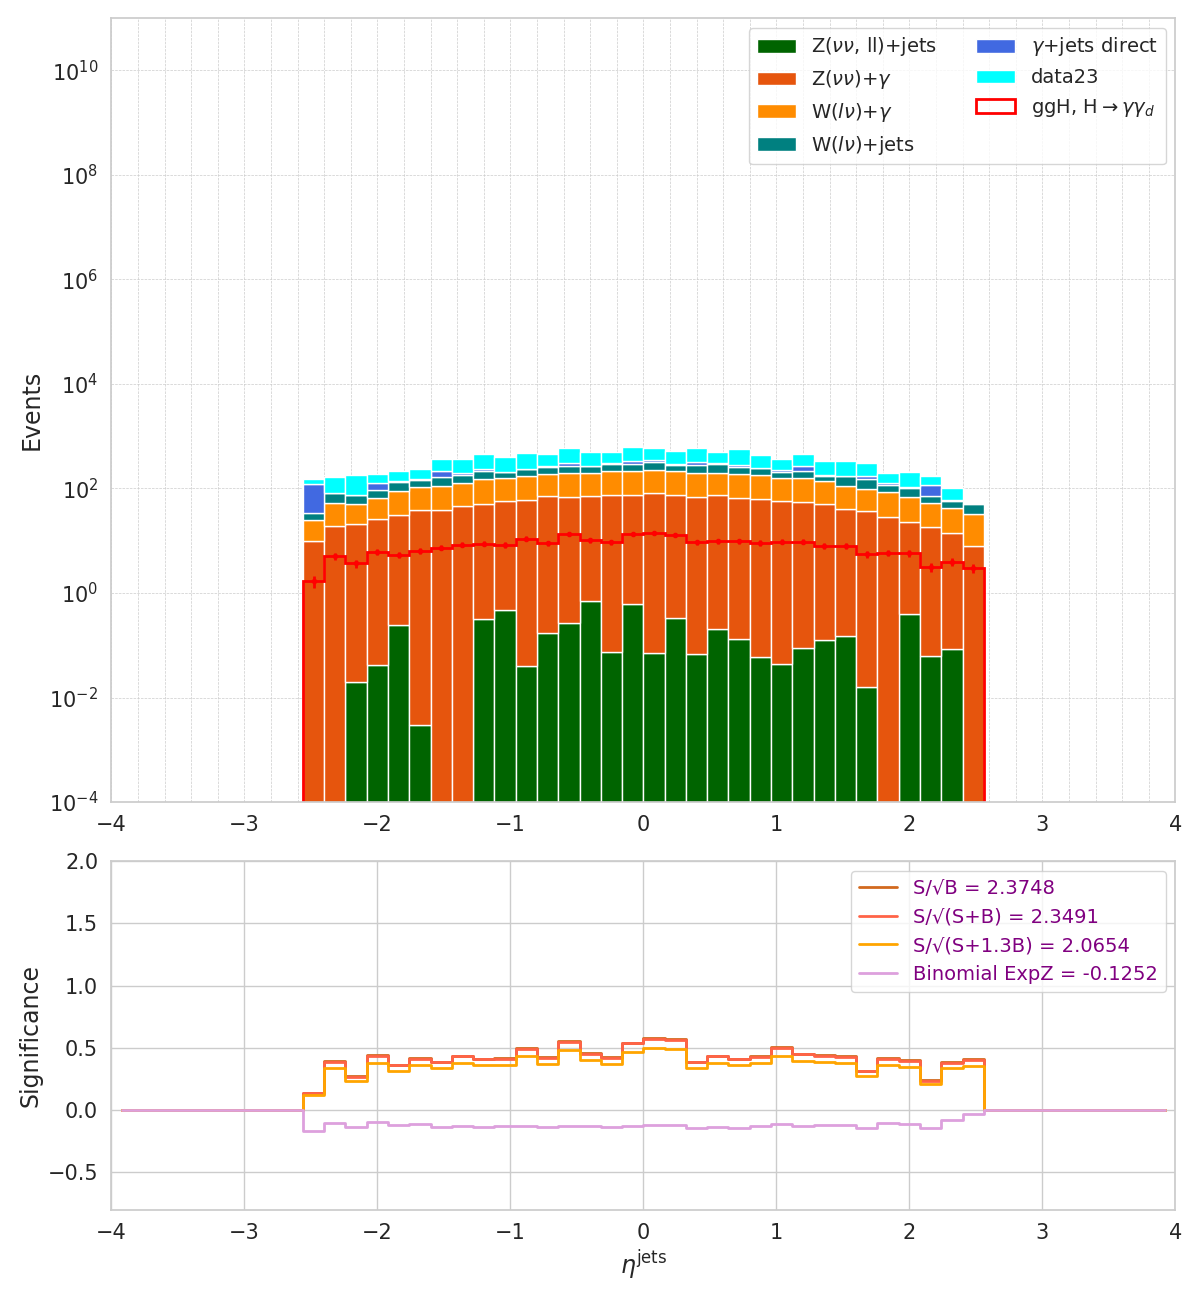 Z(νν, ll)+jets
Z(νν)+γ
W(lν)+γ
W(lν)+jets
γ+jets direct
data23
ggH, H→γγ_d
10^10
10^8
10^6
10^4
10^2
10^0
10^−2
10^−4
Events
−4 −3 −2 −1 0 1 2 3 4
S/√B = 2.3748
S/√(S+B) = 2.3491
S/√(S+1.3B) = 2.0654
Binomial ExpZ = -0.1252
2.0
1.5
1.0
0.5
0.0
−0.5
Significance
−4 −3 −2 −1 0 1 2 3 4
η^jets